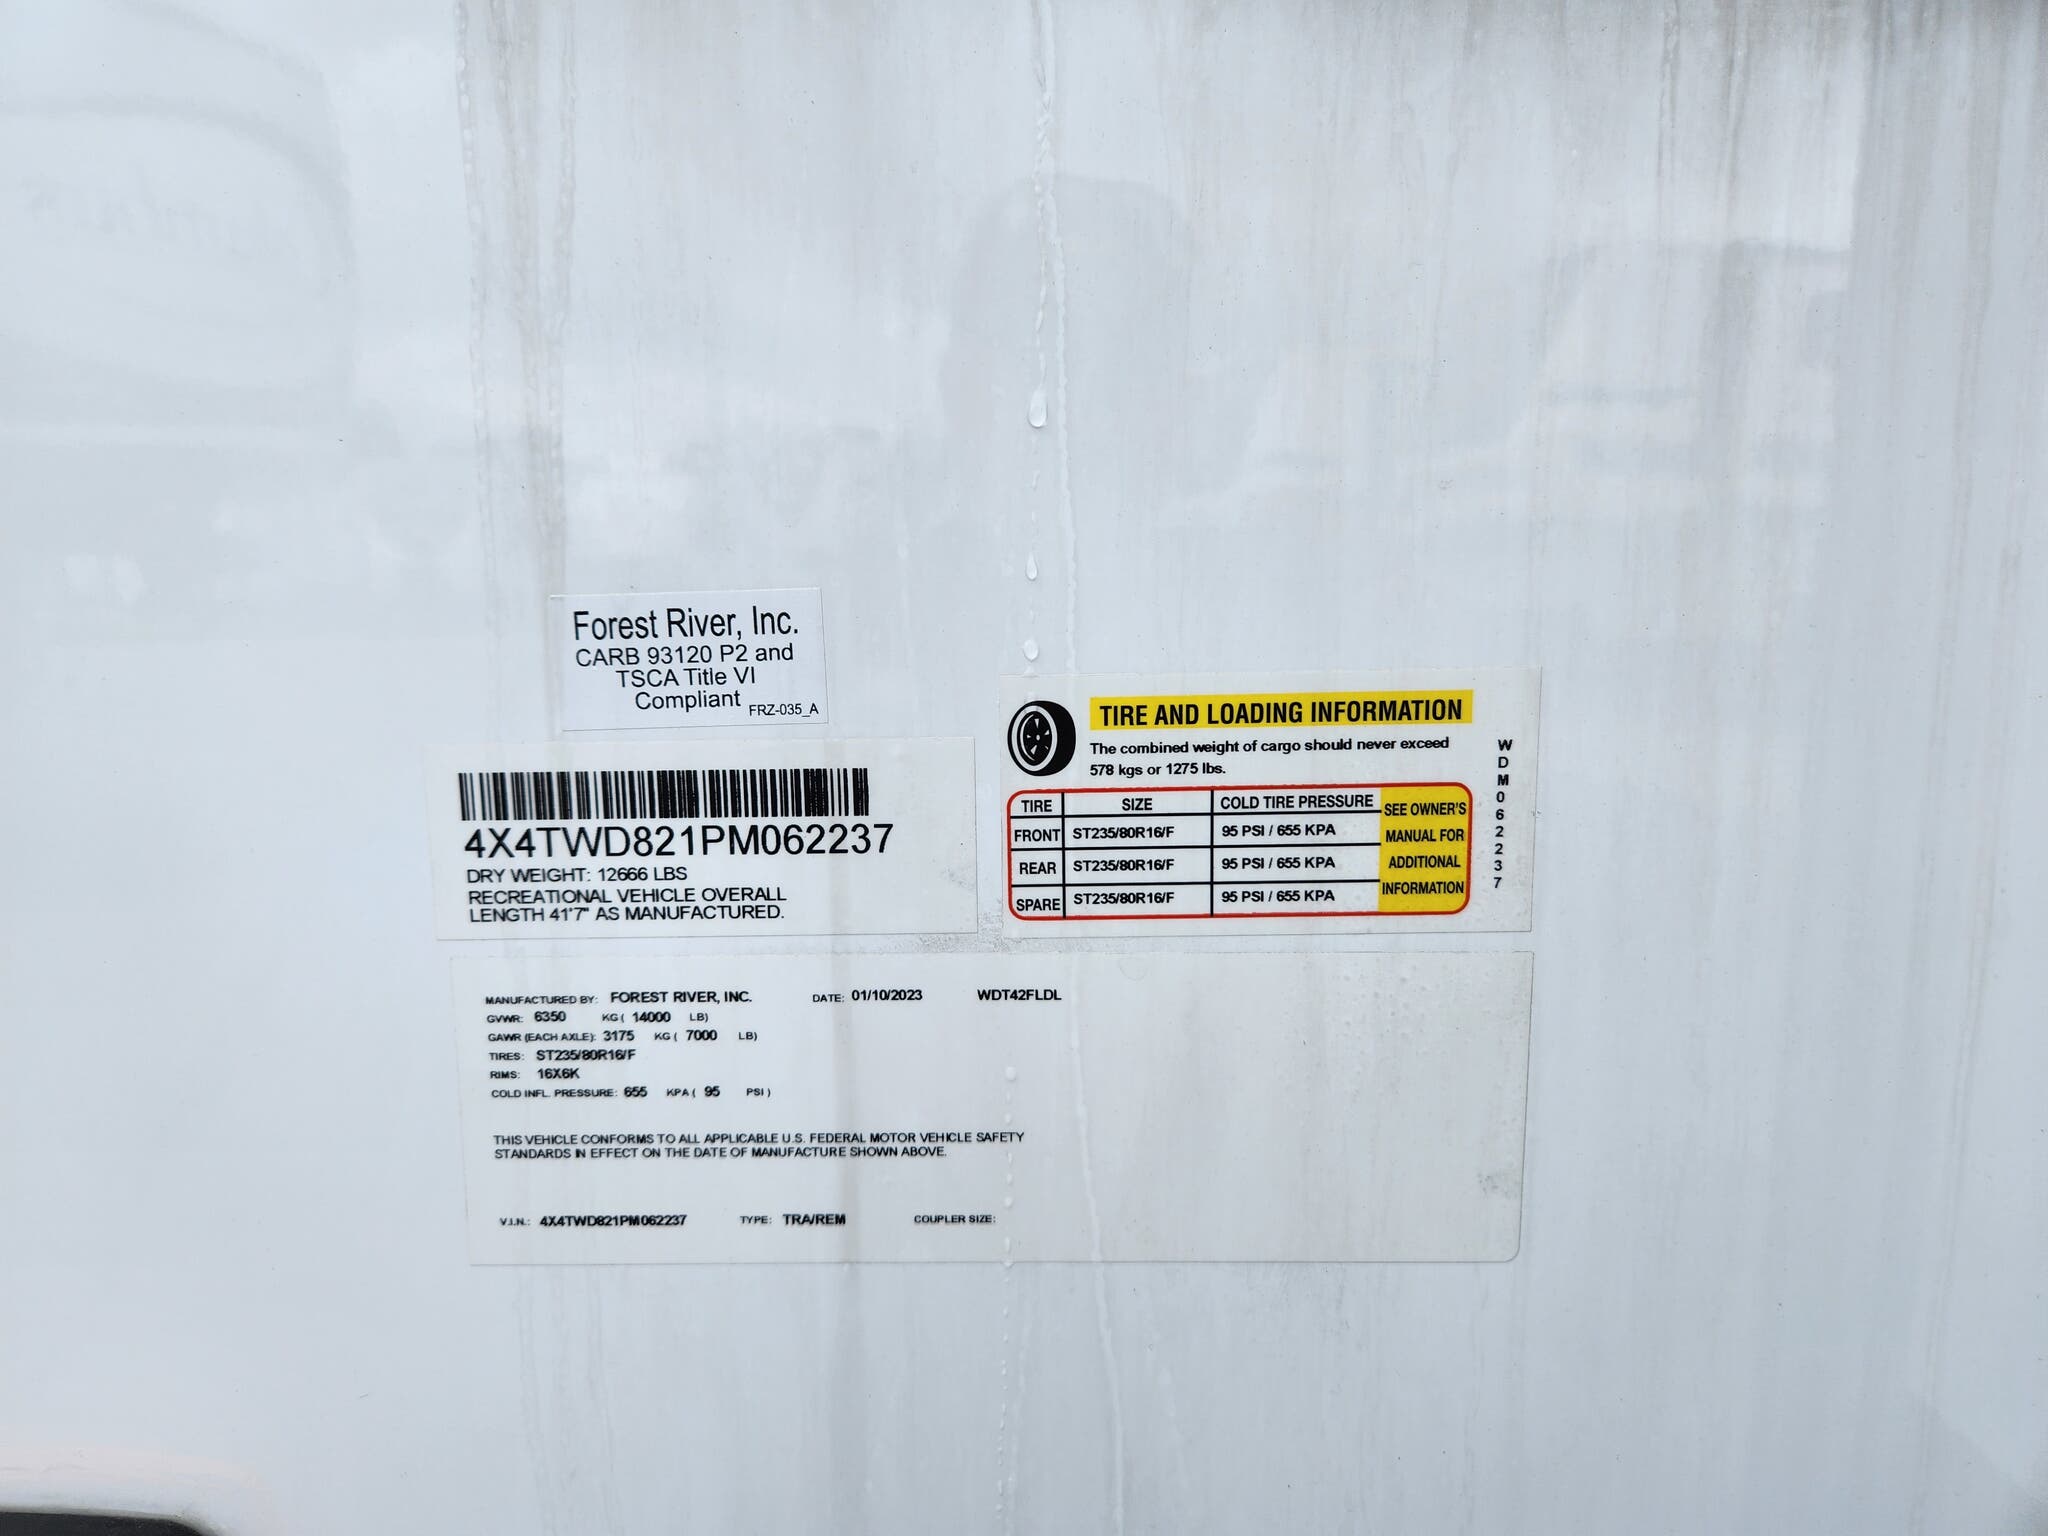 Forest River, Inc.
CARB 93120 P2 and
TSCA Title VI
Compliant FRZ-035_A
4X4TWD821PM062237
DRY WEIGHT: 12666 LBS
RECREATIONAL VEHICLE OVERALL
LENGTH 41'7" AS MANUFACTURED.
TIRE AND LOADING INFORMATION
The combined weight of cargo should never exceed
578 kgs or 1275 lbs.
TIRE SIZE COLD TIRE PRESSURE
FRONT ST235/80R16/F 95 PSI / 655 KPA
REAR ST235/80R16/F 95 PSI / 655 KPA
SPARE ST235/80R16/F 95 PSI / 655 KPA
SEE OWNER'S
MANUAL FOR
ADDITIONAL
INFORMATION
WDM062237
MANUFACTURED BY: FOREST RIVER, INC. DATE: 01/10/2023 WDT42FLDL
GVWR: 6350 KG ( 14000 LB)
GAWR (EACH AXLE): 3175 KG ( 7000 LB)
TIRES: ST235/80R16/F
RIMS: 16X6K
COLD INFL. PRESSURE: 655 KPA ( 95 PSI )
THIS VEHICLE CONFORMS TO ALL APPLICABLE U.S. FEDERAL MOTOR VEHICLE SAFETY
STANDARDS IN EFFECT ON THE DATE OF MANUFACTURE SHOWN ABOVE.
V.I.N.: 4X4TWD821PM062237 TYPE: TRA/REM COUPLER SIZE: